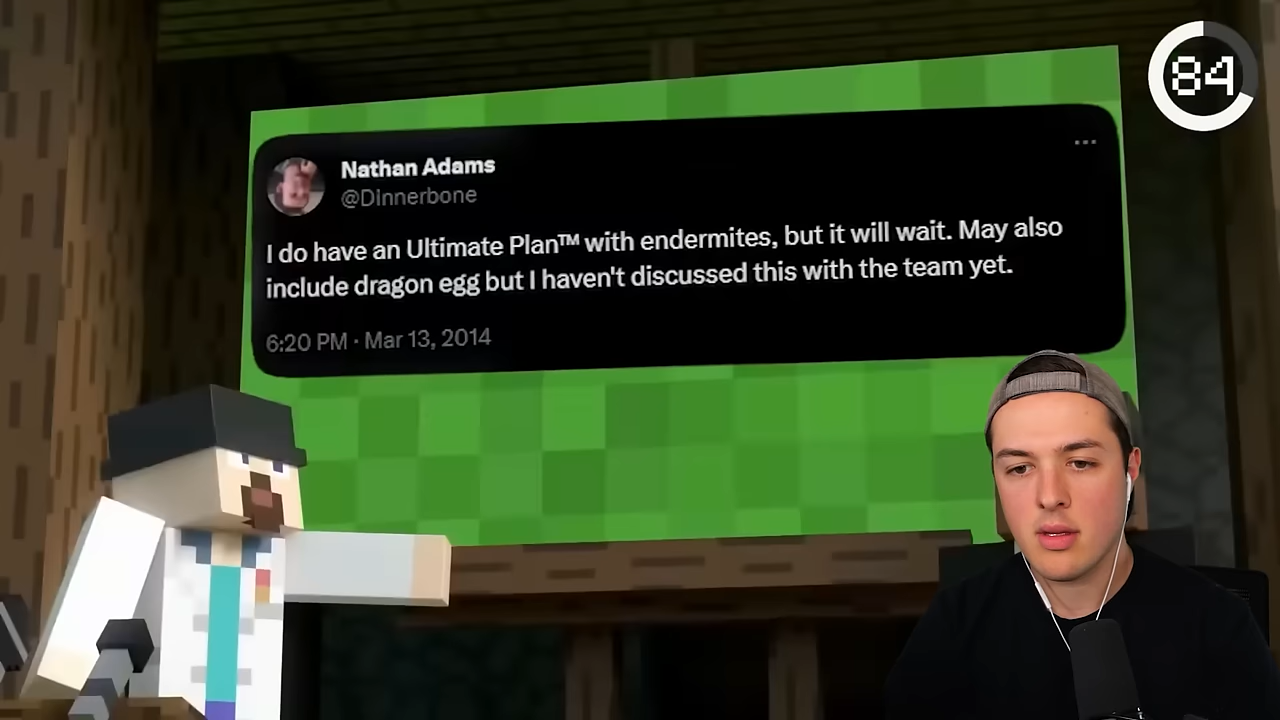 84
Nathan Adams
@Dinnerbone
I do have an Ultimate Plan™ with endermites, but it will wait. May also
include dragon egg but I haven't discussed this with the team yet.
6:20 PM · Mar 13, 2014